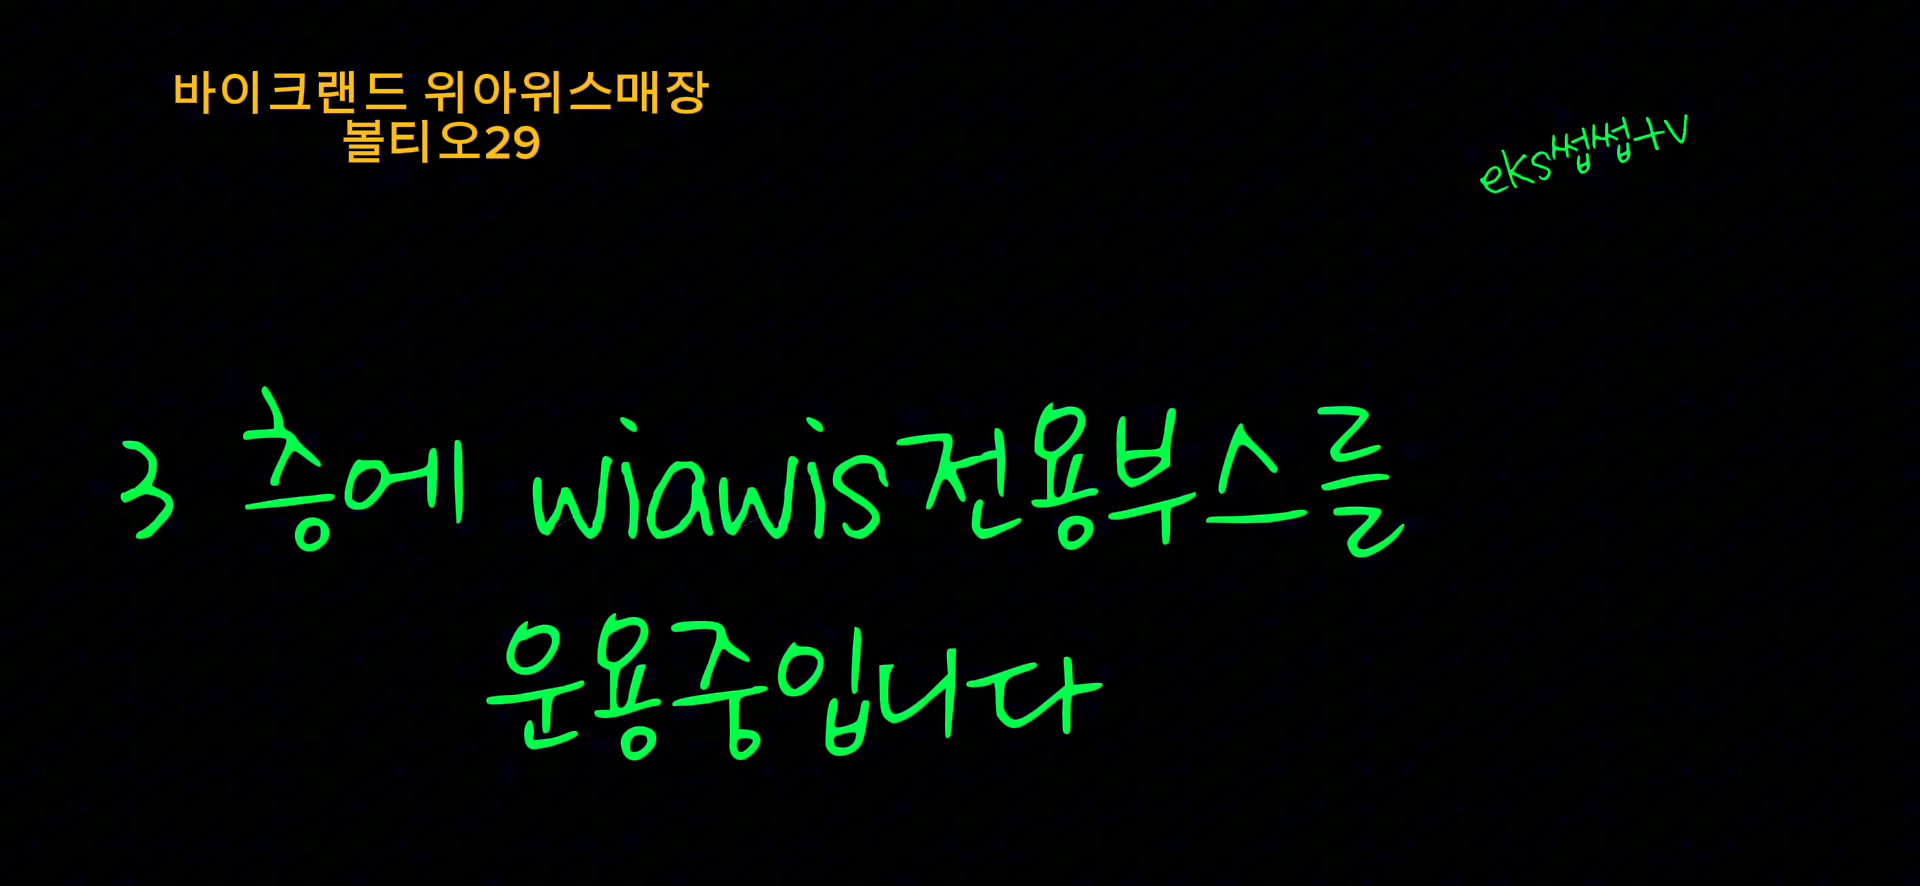 바이크랜드 위아위스매장
볼티오29
eks썹썹tv
3층에 wiawis전용부스를
운용중입니다